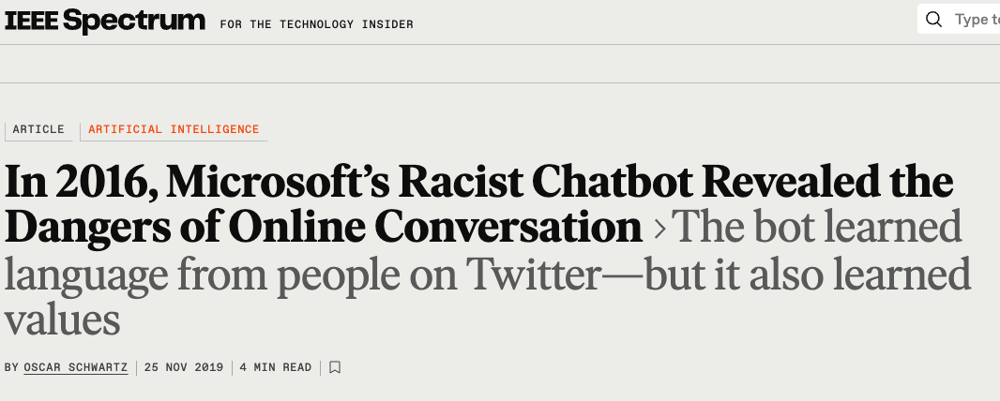 IEEE Spectrum FOR THE TECHNOLOGY INSIDER
Type
ARTICLE ARTIFICIAL INTELLIGENCE
In 2016, Microsoft’s Racist Chatbot Revealed the
Dangers of Online Conversation › The bot learned
language from people on Twitter—but it also learned
values
BY OSCAR SCHWARTZ | 25 NOV 2019 | 4 MIN READ |